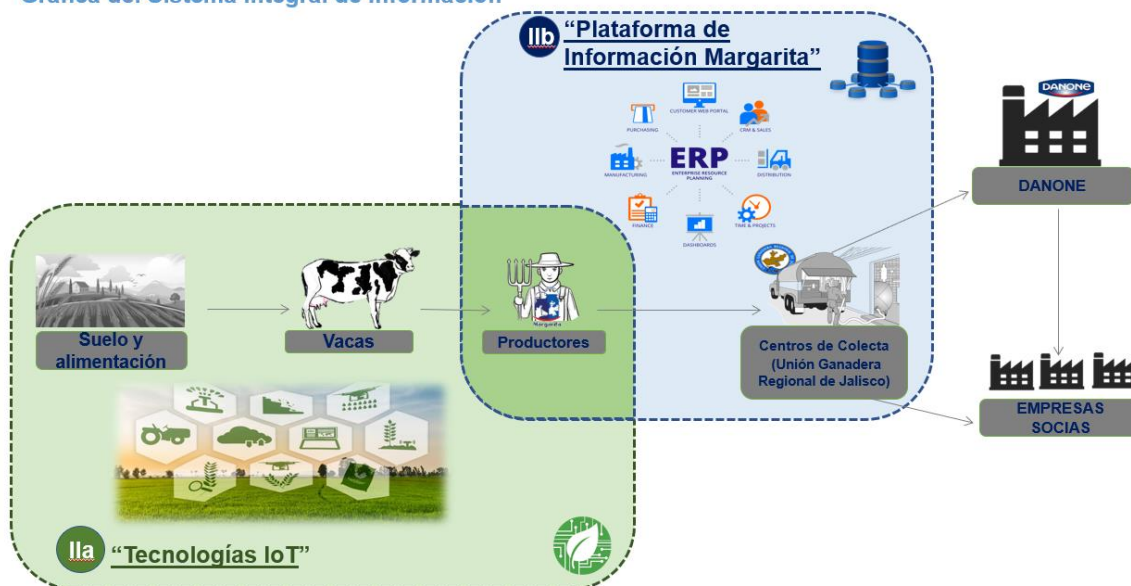 Gráfica del Sistema Integral de Información
IIb
“Plataforma de
Información Margarita”
CUSTOMER WEB PORTAL
PURCHASING
CRM & SALES
MANUFACTURING
ERP
ENTERPRISE RESOURCE
PLANNING
DISTRIBUTION
FINANCE
DASHBOARDS
TIME & PROJECTS
DANONE
DANONE
Suelo y
alimentación
Vacas
Margarita
Productores
Centros de Colecta
(Unión Ganadera
Regional de Jalisco)
EMPRESAS
SOCIAS
IIa
“Tecnologías IoT”